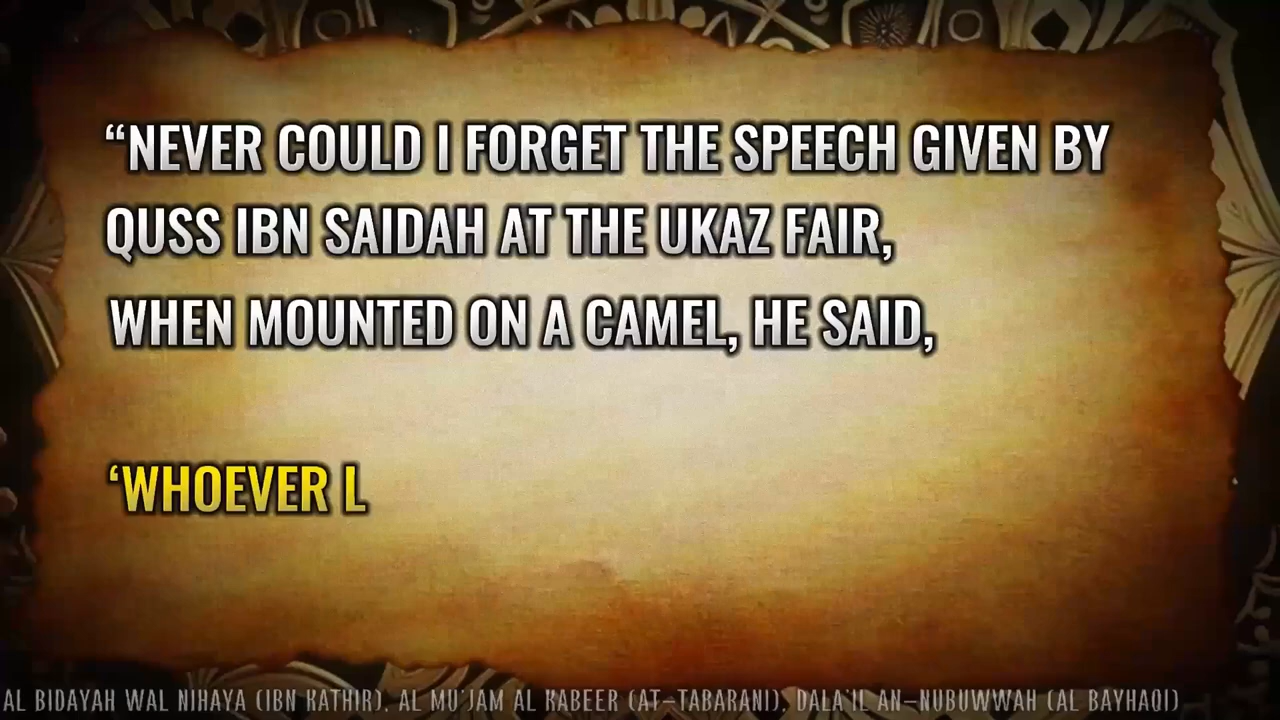 “NEVER COULD I FORGET THE SPEECH GIVEN BY
QUSS IBN SAIDAH AT THE UKAZ FAIR,
WHEN MOUNTED ON A CAMEL, HE SAID,
‘WHOEVER L
AL BIDAYAH WAL NIHAYA (IBN KATHIR), AL MU'JAM AL KABEER (AT-TABARANI), DALA'IL AN-NUBUWWAH (AL BAYHAQI)